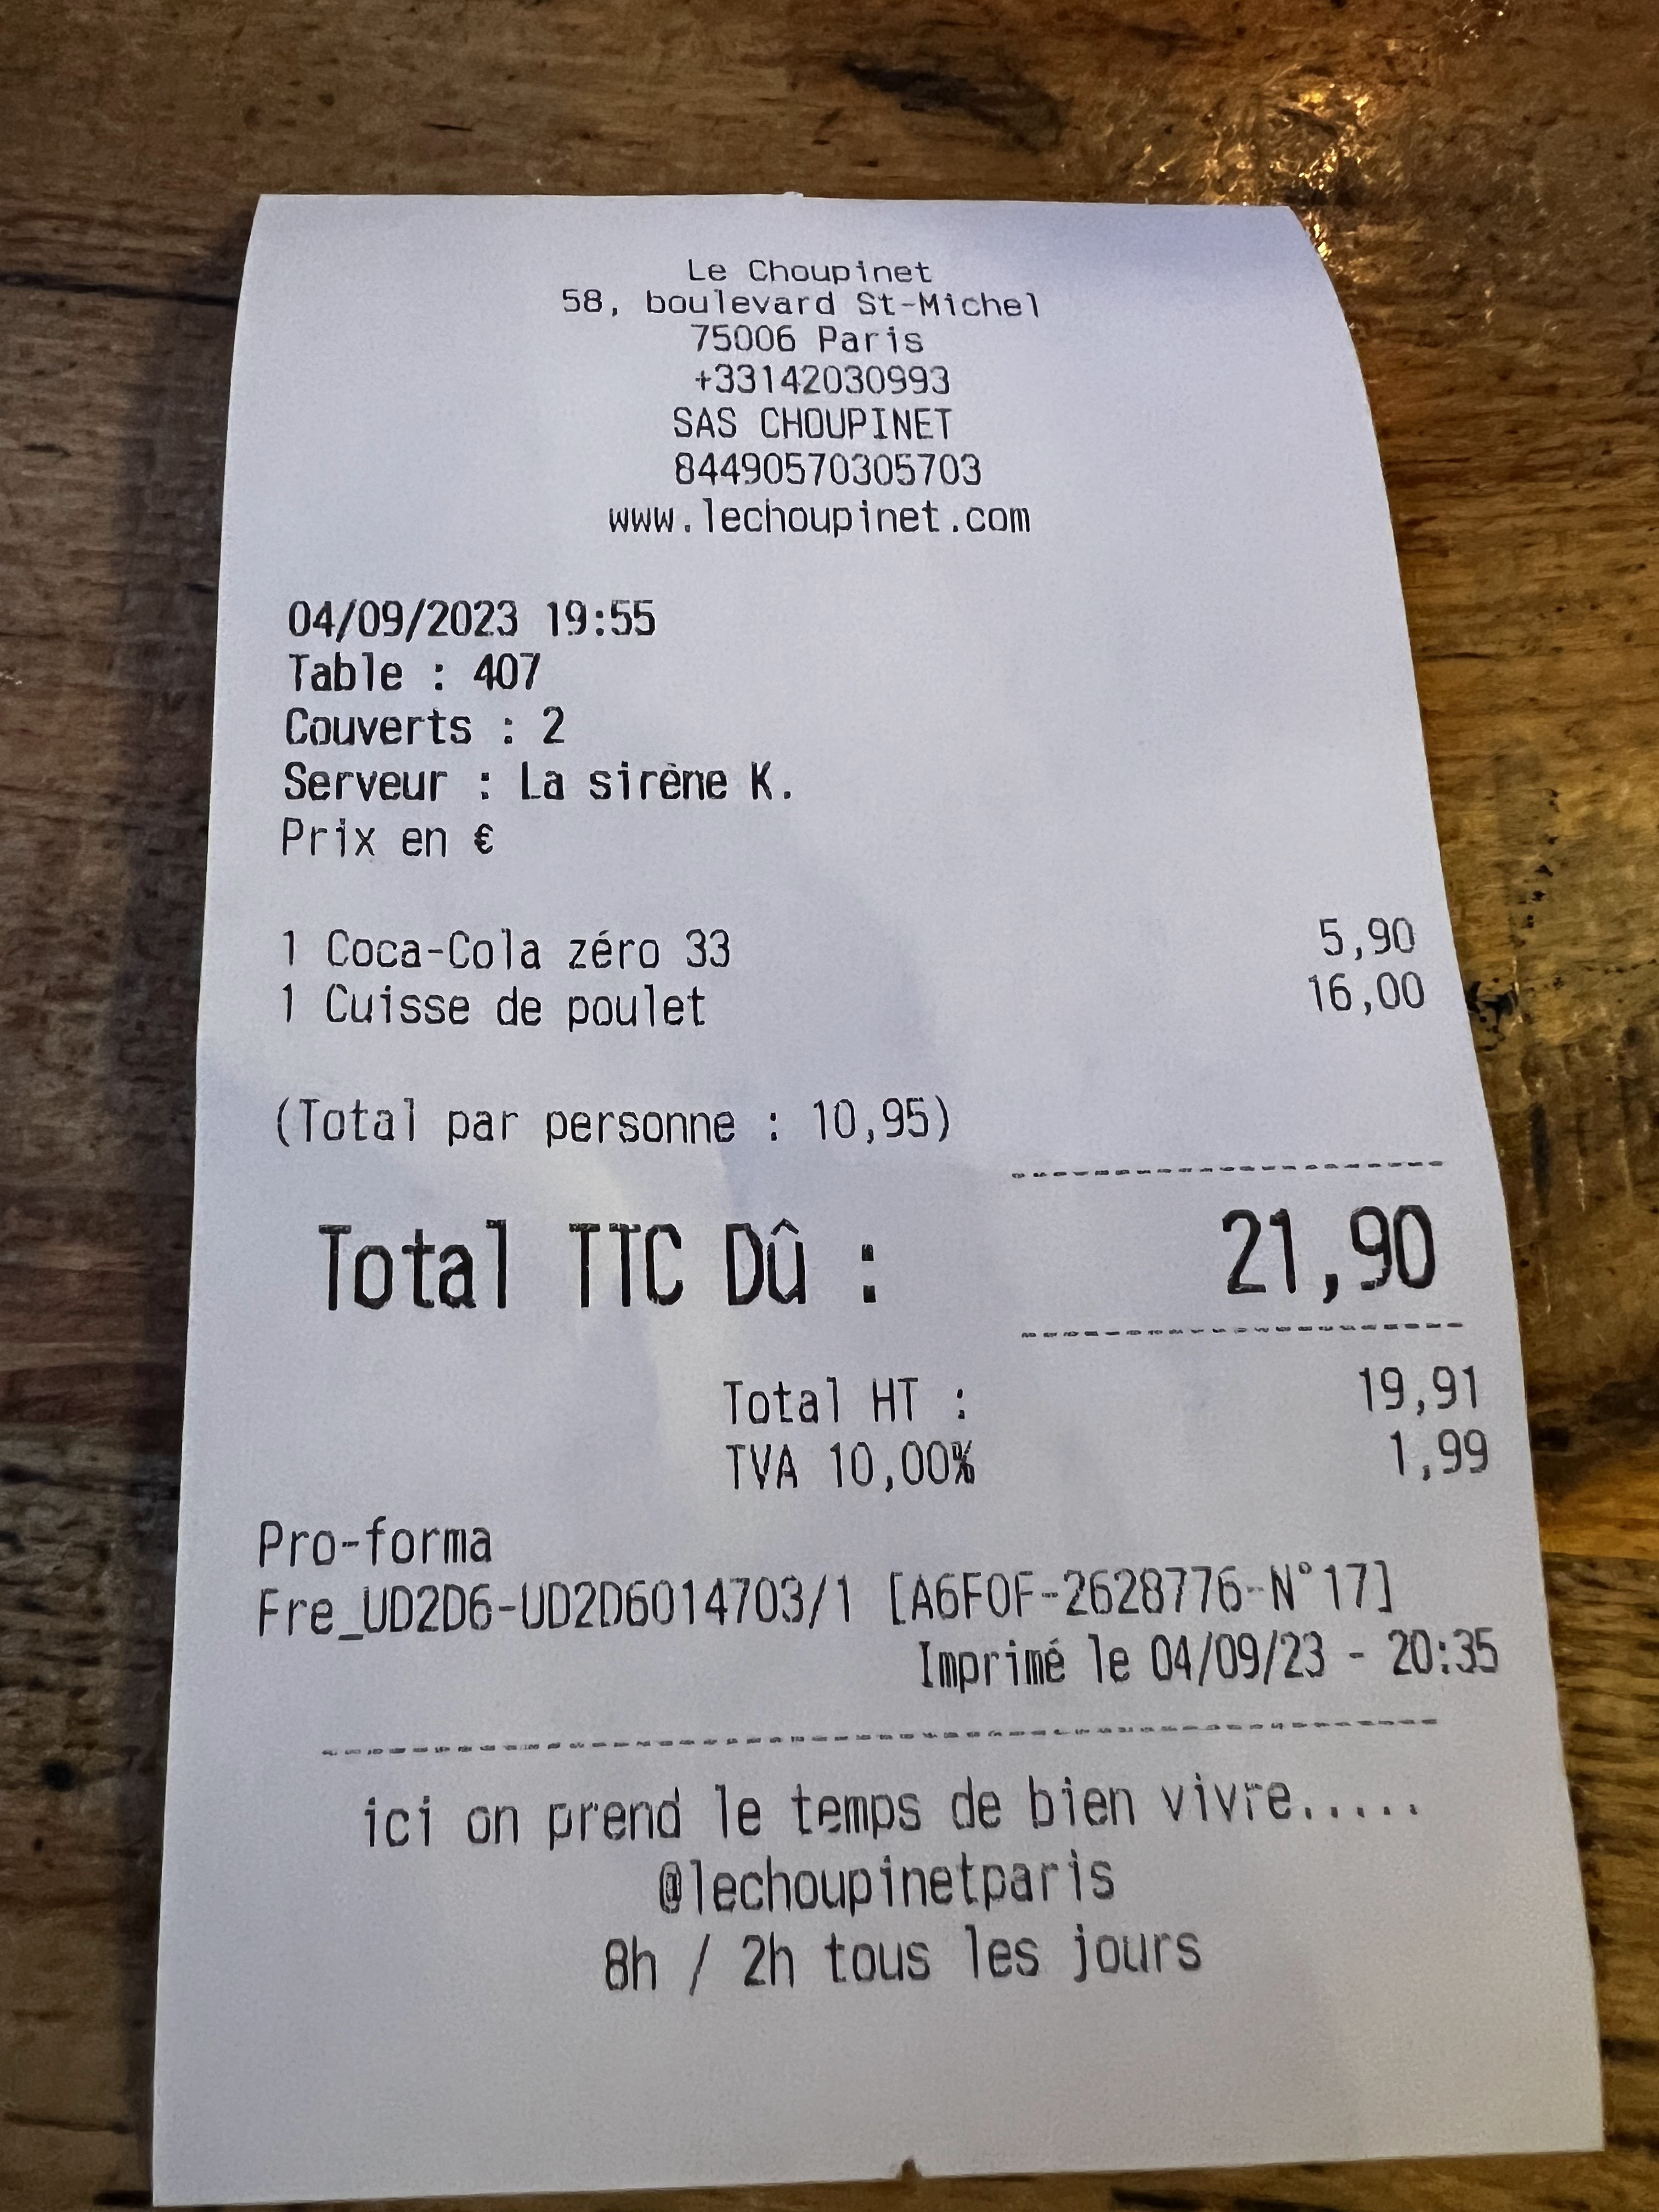 Le Choupinet
58, boulevard St-Michel
75006 Paris
+33142030993
SAS CHOUPINET
84490570305703
www.lechoupinet.com
04/09/2023 19:55
Table : 407
Couverts : 2
Serveur : La sirène K.
Prix en €
1 Coca-Cola zéro 33 5,90
1 Cuisse de poulet 16,00
(Total par personne : 10,95)
Total TTC Dû : 21,90
Total HT : 19,91
TVA 10,00% 1,99
Pro-forma
Fre_UD2D6-UD2D6014703/1 [A6F0F-2628776-N°17]
Imprimé le 04/09/23 - 20:35
ici on prend le temps de bien vivre.....
@lechoupinetparis
8h / 2h tous les jours